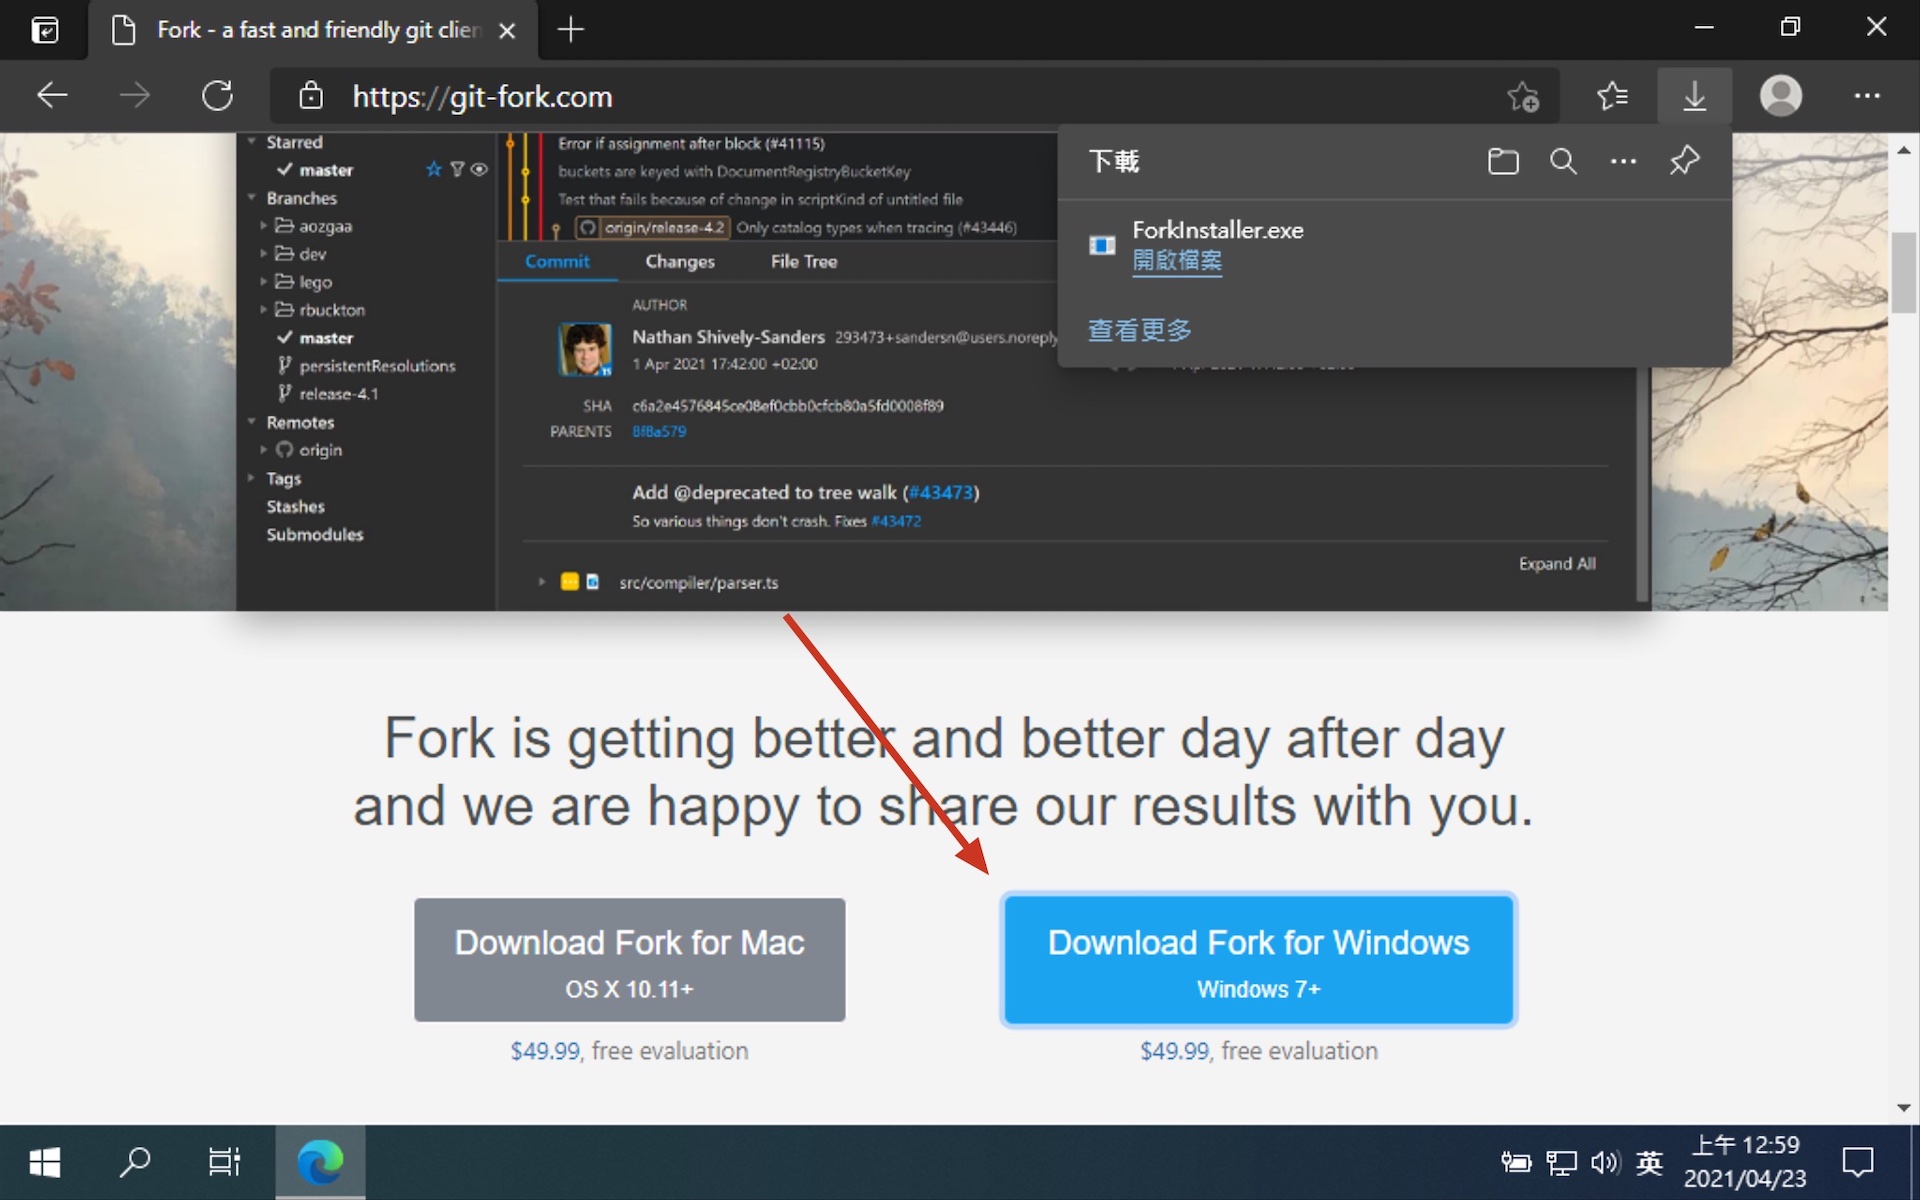 Fork - a fast and friendly git clien
https://git-fork.com
下載
ForkInstaller.exe
開啟檔案
查看更多
Starred
master
Branches
aozgaa
dev
lego
rbuckton
master
persistentResolutions
release-4.1
Remotes
origin
Tags
Stashes
Submodules
Error if assignment after block (#41115)
buckets are keyed with DocumentRegistryBucketKey
Test that fails because of change in scriptKind of untitled file
origin/release-4.2 Only catalog types when tracing (#43446)
Commit Changes File Tree
AUTHOR
Nathan Shively-Sanders 293473+sandersn@users.noreply
1 Apr 2021 17:42:00 +02:00
SHA c6a2e4576845ce08ef0cbb0cfcb80a5fd0008f89
PARENTS 8f8a579
Add @deprecated to tree walk (#43473)
So various things don't crash. Fixes #43472
Expand All
src/compiler/parser.ts
Fork is getting better and better day after day
and we are happy to share our results with you.
Download Fork for Mac
OS X 10.11+
$49.99, free evaluation
Download Fork for Windows
Windows 7+
$49.99, free evaluation
英
上午 12:59
2021/04/23